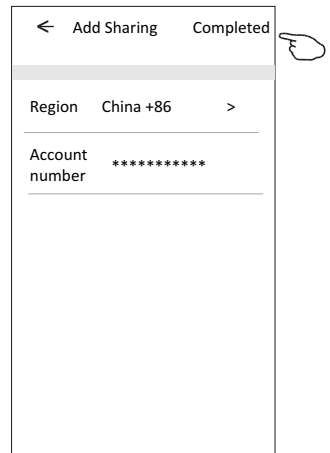 ← Add Sharing Completed
Region China +86 >
Account number ***********